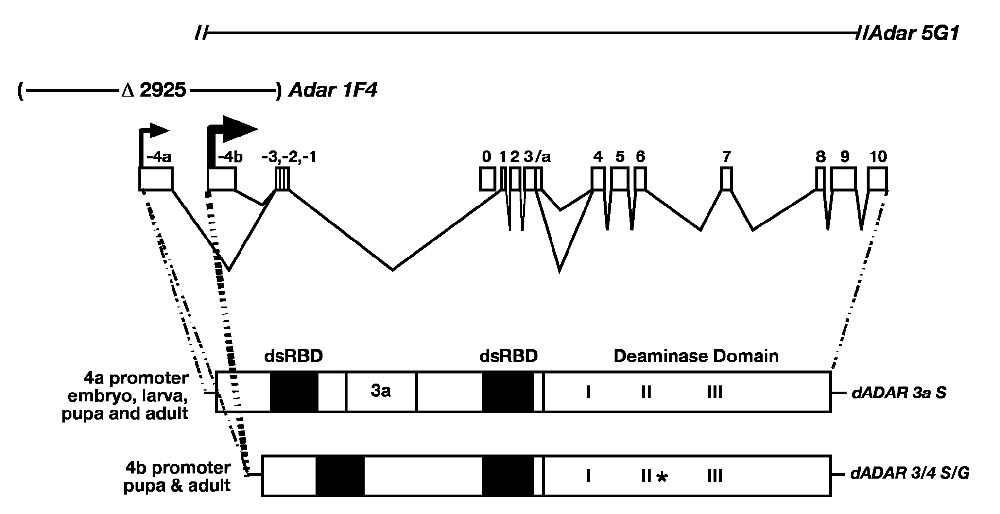 //Adar 5G1
(Δ 2925) Adar 1F4
-4a -4b -3,-2,-1 0 1 2 3/a 4 5 6 7 8 9 10
dsRBD dsRBD Deaminase Domain
4a promoter
embryo, larva,
pupa and adult
3a I II III dADAR 3a S
4b promoter
pupa & adult
I II * III dADAR 3/4 S/G